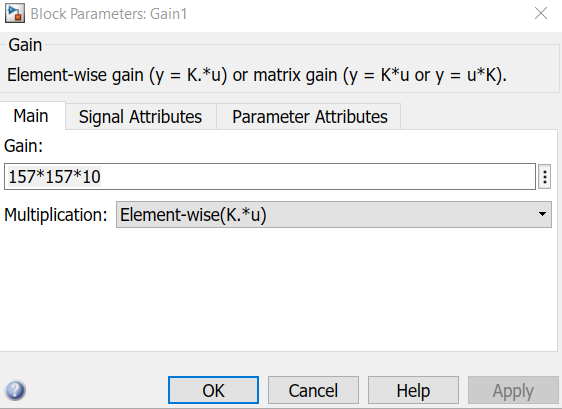 Block Parameters: Gain1
Gain
Element-wise gain (y = K.*u) or matrix gain (y = K*u or y = u*K).
Main Signal Attributes Parameter Attributes
Gain:
157*157*10
Multiplication: Element-wise(K.*u)
OK Cancel Help Apply